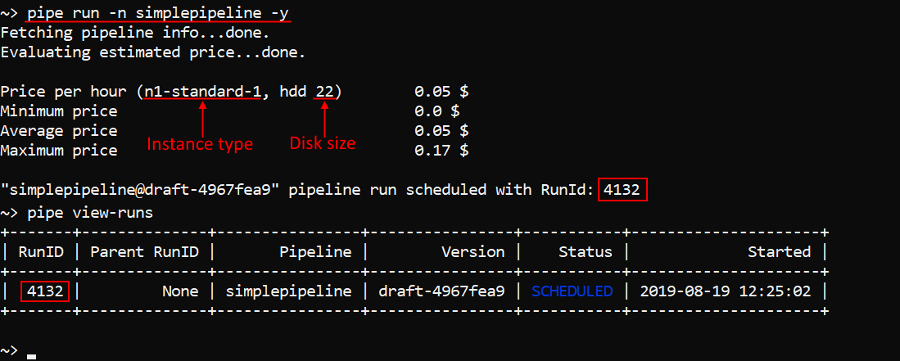 ~> pipe run -n simplepipeline -y
Fetching pipeline info...done.
Evaluating estimated price...done.
Price per hour (n1-standard-1, hdd 22) 0.05 $
Minimum price 0.0 $
Average price 0.05 $
Maximum price 0.17 $
Instance type Disk size
"simplepipeline@draft-4967fea9" pipeline run scheduled with RunId: 4132
~> pipe view-runs
+-------+--------------+----------------+----------------+-----------+---------------------+
| RunID | Parent RunID | Pipeline | Version | Status | Started |
+-------+--------------+----------------+----------------+-----------+---------------------+
| 4132 | None | simplepipeline | draft-4967fea9 | SCHEDULED | 2019-08-19 12:25:02 |
+-------+--------------+----------------+----------------+-----------+---------------------+
~>